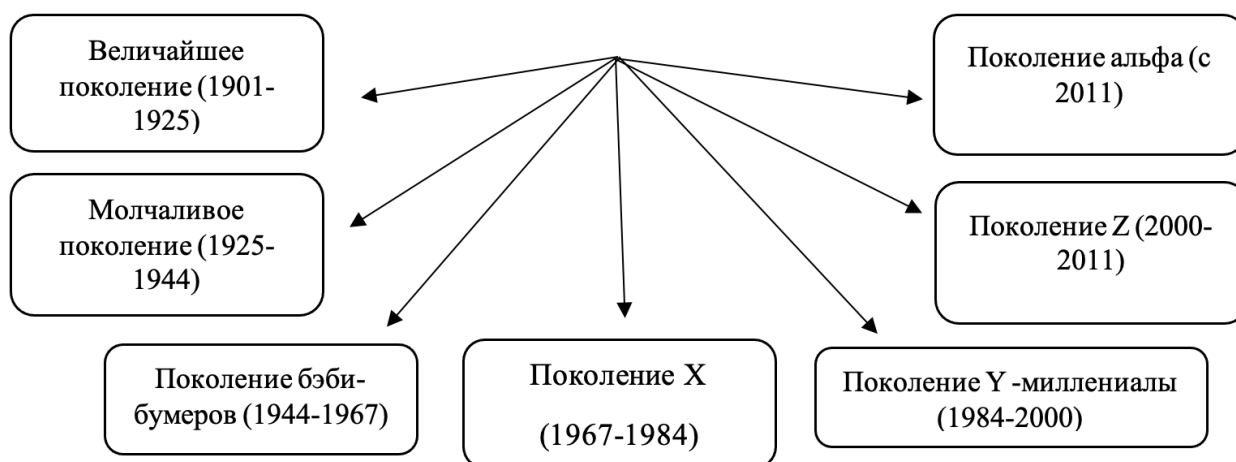 Величайшее
поколение (1901-
1925)
Молчаливое
поколение (1925-
1944)
Поколение бэби-
бумеров (1944-1967)
Поколение X
(1967-1984)
Поколение Y -миллениалы
(1984-2000)
Поколение Z (2000-
2011)
Поколение альфа (с
2011)